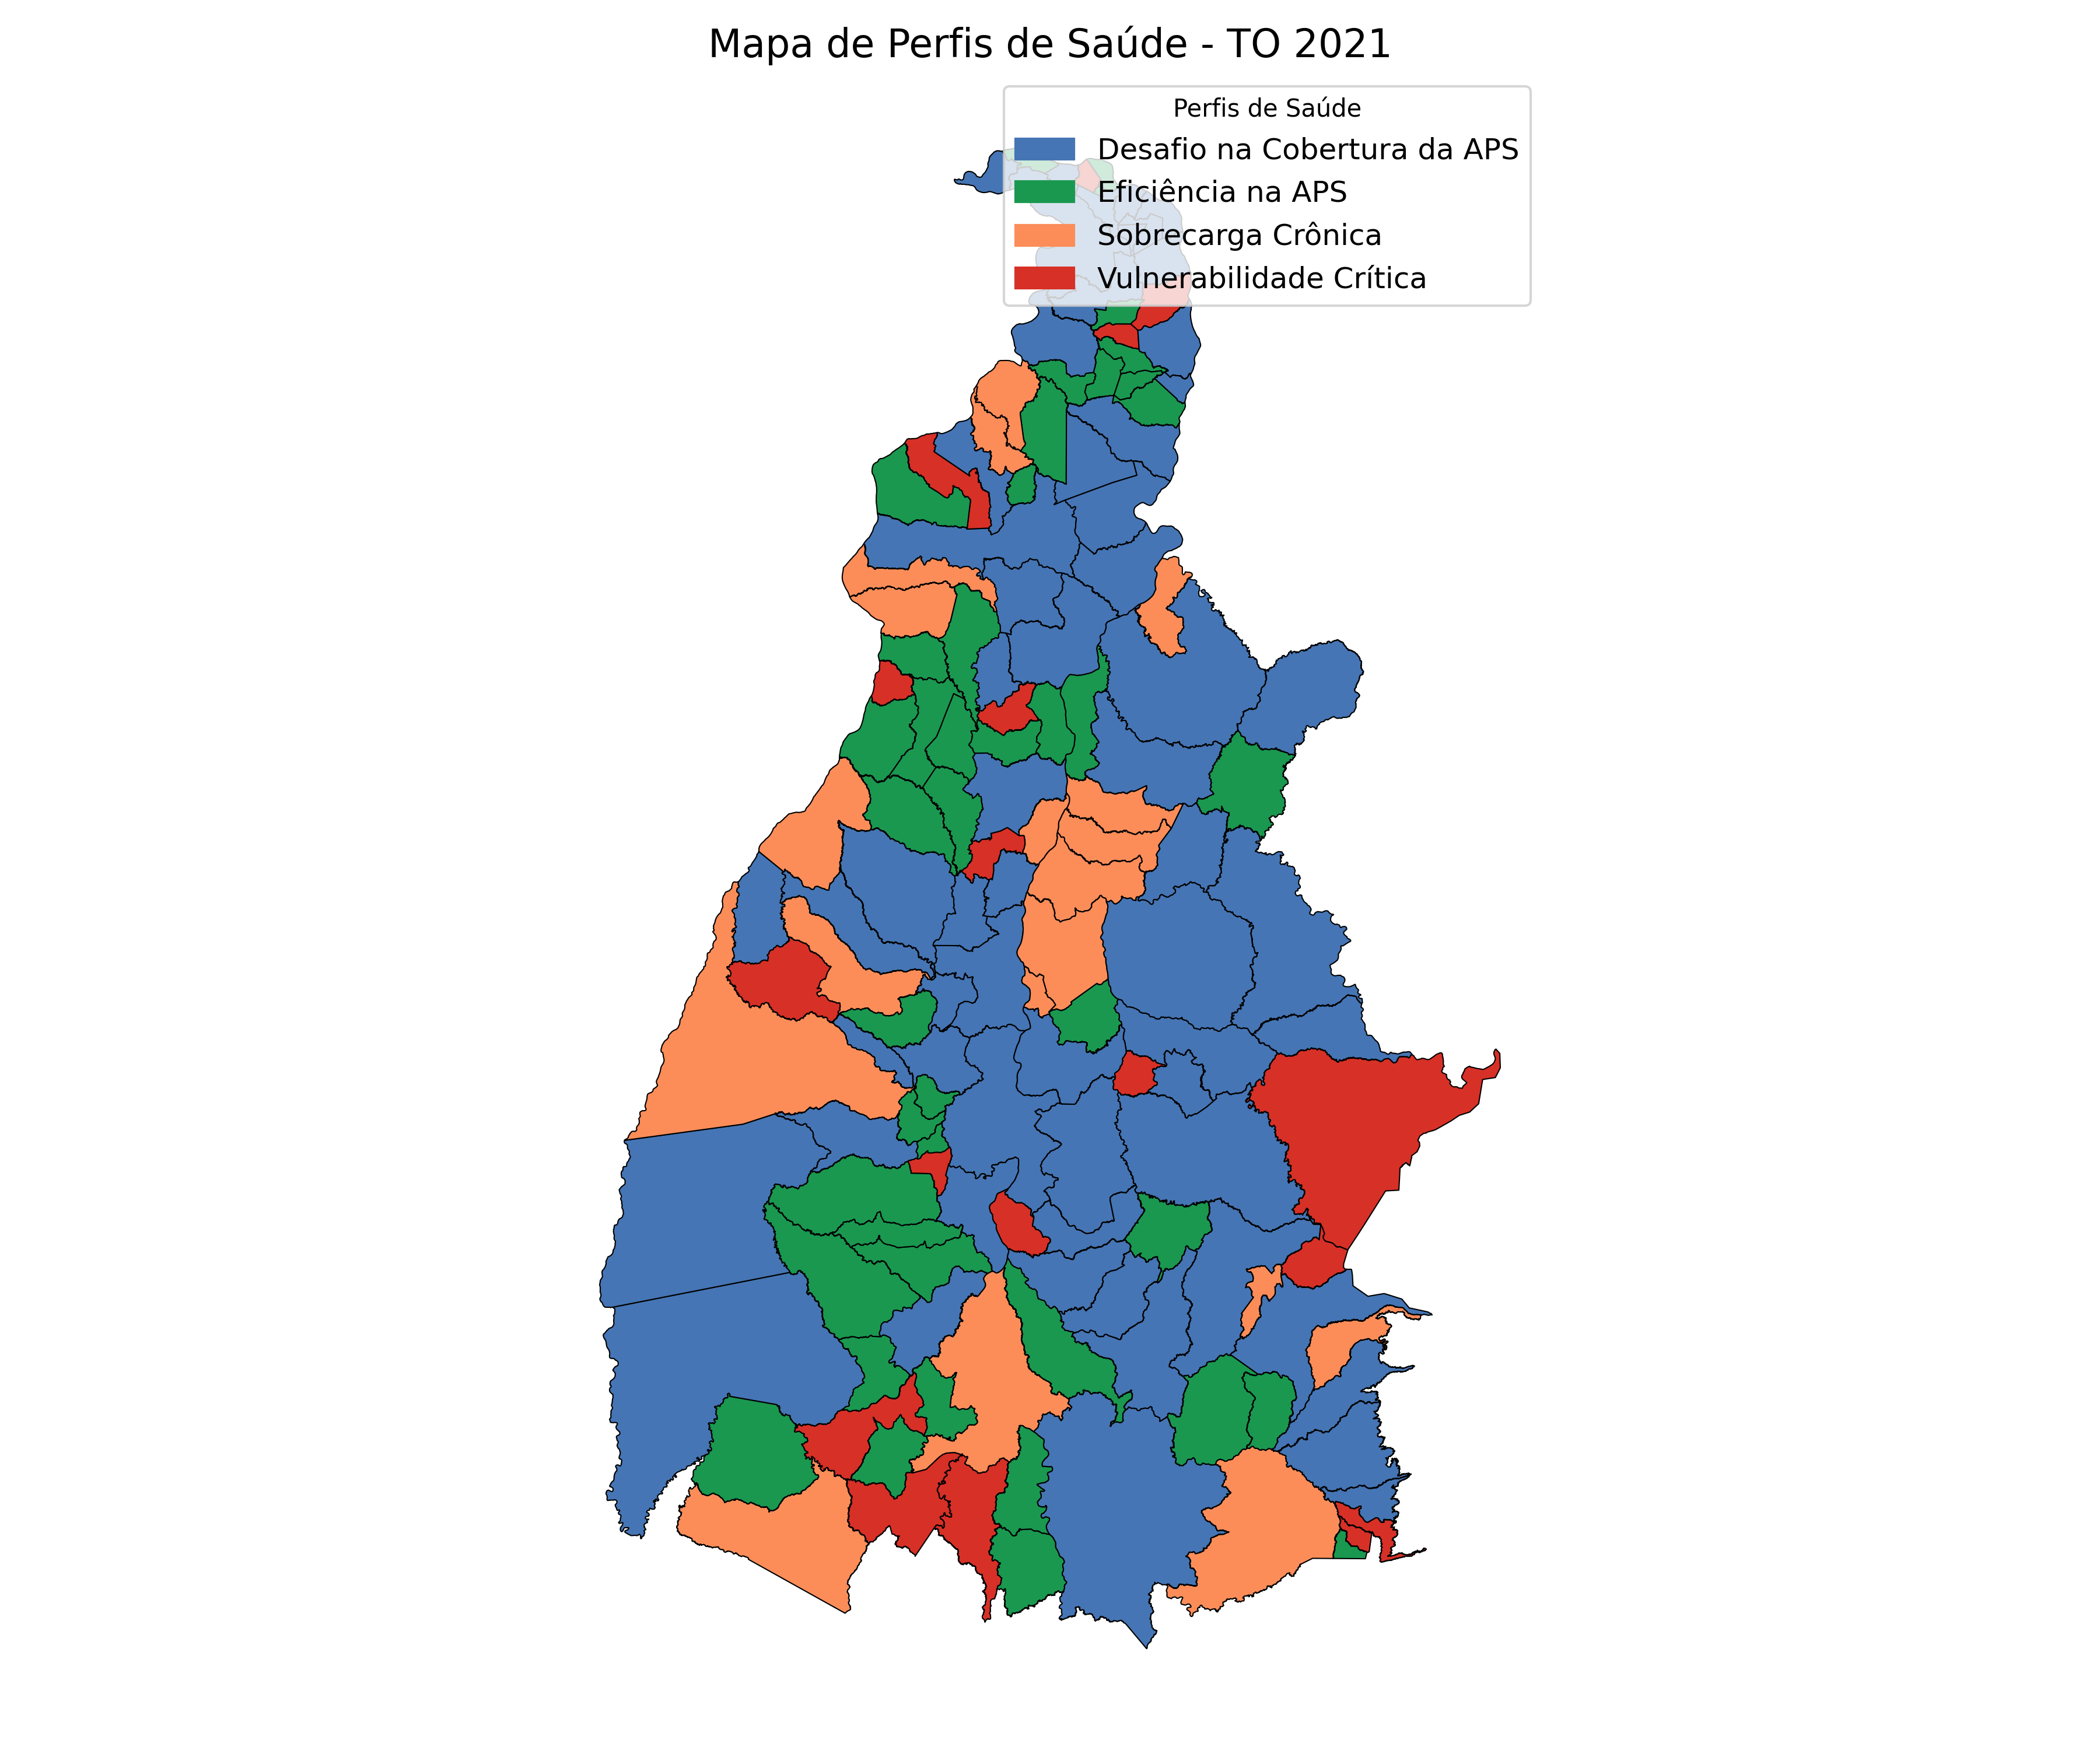 Mapa de Perfis de Saúde - TO 2021
Perfis de Saúde
Desafio na Cobertura da APS
Eficiência na APS
Sobrecarga Crônica
Vulnerabilidade Crítica